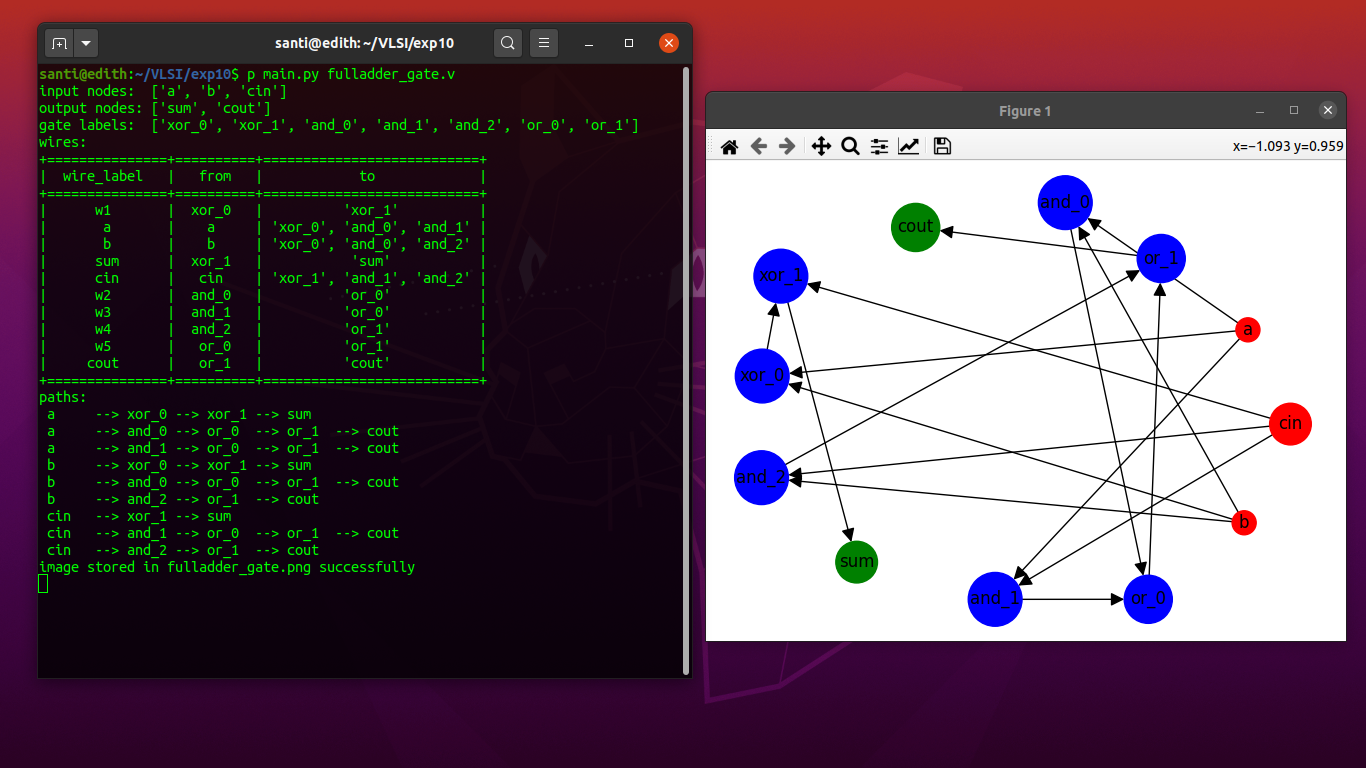 santi@edith: ~/VLSI/exp10
santi@edith:~/VLSI/exp10$ p main.py fulladder_gate.v
input nodes:  ['a', 'b', 'cin']
output nodes: ['sum', 'cout']
gate labels:  ['xor_0', 'xor_1', 'and_0', 'and_1', 'and_2', 'or_0', 'or_1']
wires:
+===============+==========+===========================+
|  wire_label   |   from   |            to             |
+===============+==========+===========================+
|      w1       |  xor_0   |          'xor_1'          |
|       a       |    a     | 'xor_0', 'and_0', 'and_1' |
|       b       |    b     | 'xor_0', 'and_0', 'and_2' |
|      sum      |  xor_1   |           'sum'           |
|      cin      |   cin    | 'xor_1', 'and_1', 'and_2' |
|      w2       |  and_0   |          'or_0'           |
|      w3       |  and_1   |          'or_0'           |
|      w4       |  and_2   |          'or_1'           |
|      w5       |   or_0   |          'or_1'           |
|     cout      |   or_1   |          'cout'           |
+===============+==========+===========================+
paths:
 a     --> xor_0 --> xor_1 --> sum
 a     --> and_0 --> or_0  --> or_1  --> cout
 a     --> and_1 --> or_0  --> or_1  --> cout
 b     --> xor_0 --> xor_1 --> sum
 b     --> and_0 --> or_0  --> or_1  --> cout
 b     --> and_2 --> or_1  --> cout
 cin   --> xor_1 --> sum
 cin   --> and_1 --> or_0  --> or_1  --> cout
 cin   --> and_2 --> or_1  --> cout
image stored in fulladder_gate.png successfully
Figure 1
x=−1.093 y=0.959
and_0
cout
or_1
xor_1
a
xor_0
cin
and_2
b
sum
and_1
or_0